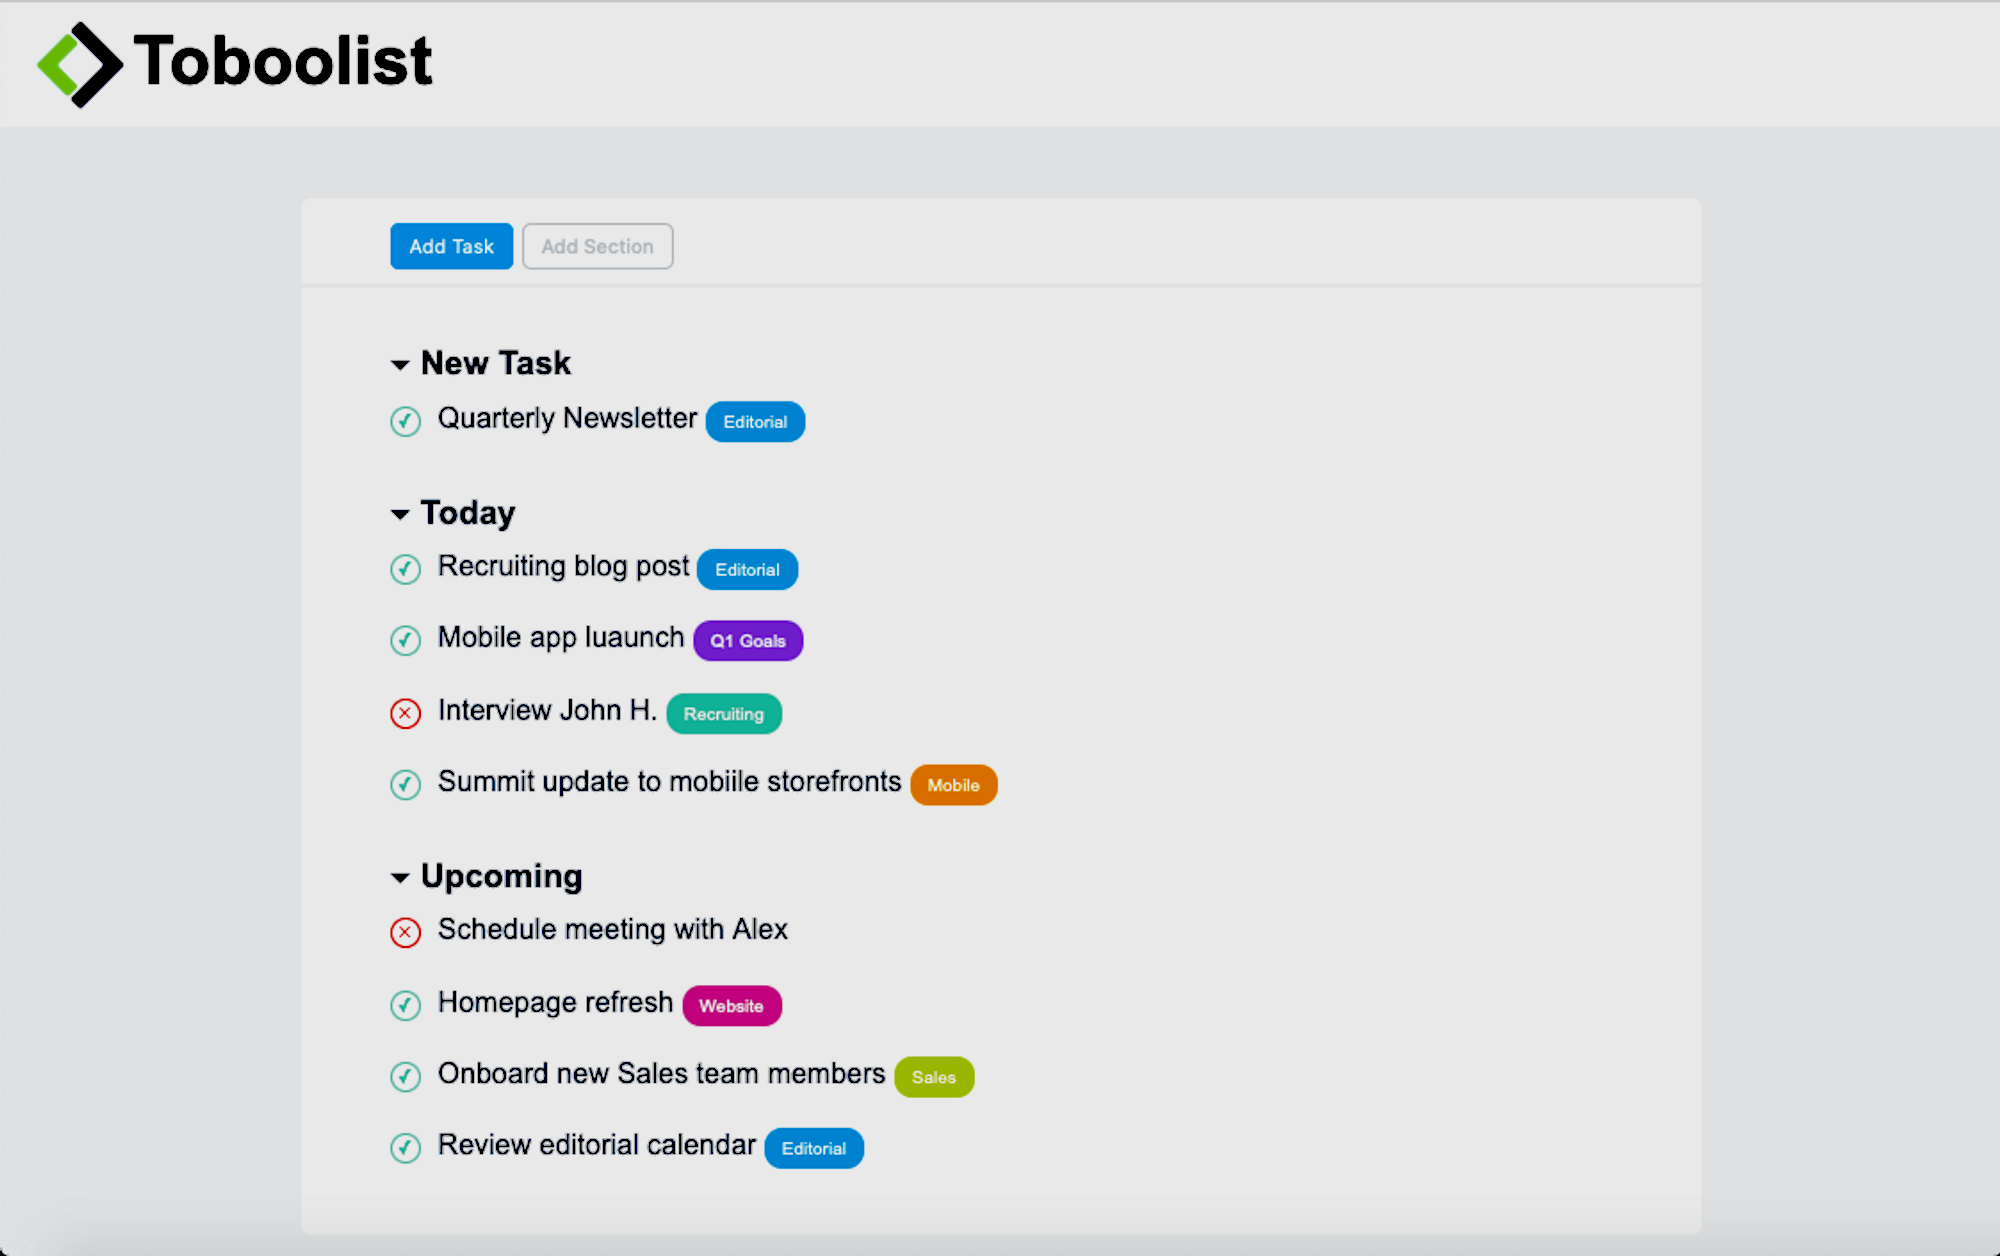 Toboolist
Add Task Add Section
New Task
Quarterly Newsletter Editorial
Today
Recruiting blog post Editorial
Mobile app luaunch Q1 Goals
Interview John H. Recruiting
Summit update to mobiile storefronts Mobile
Upcoming
Schedule meeting with Alex
Homepage refresh Website
Onboard new Sales team members Sales
Review editorial calendar Editorial